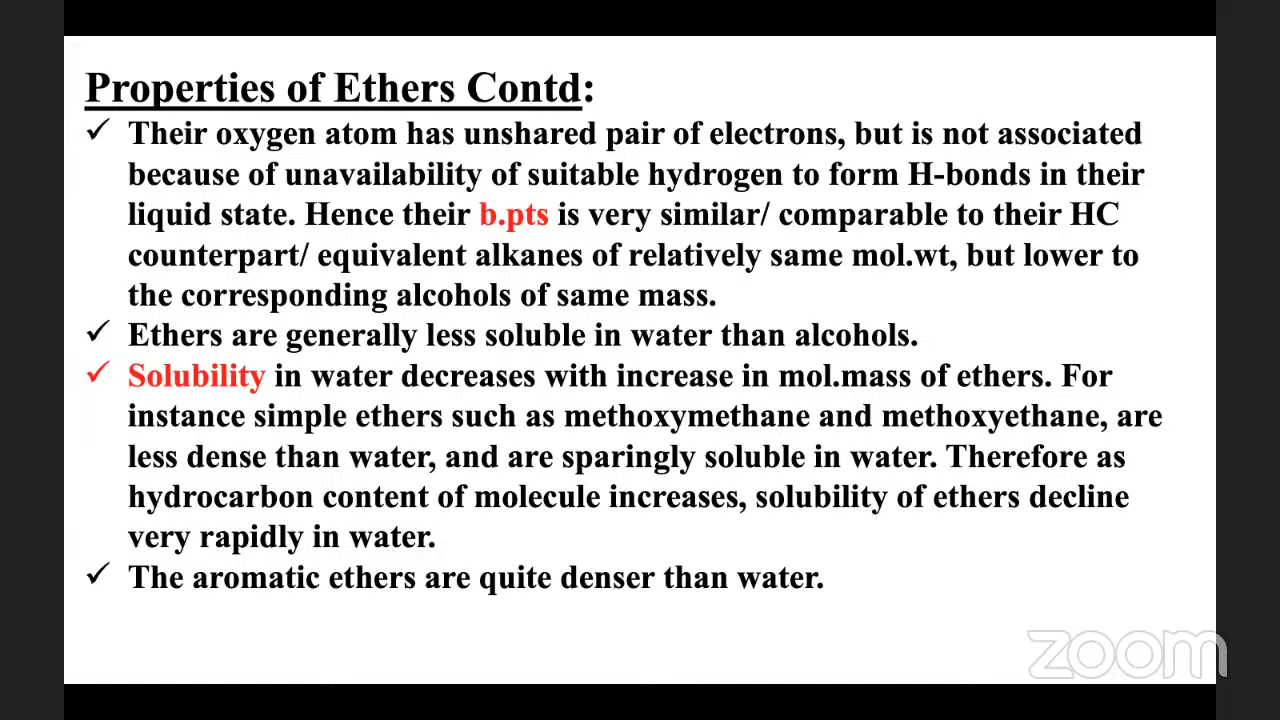 Properties of Ethers Contd:
✓ Their oxygen atom has unshared pair of electrons, but is not associated
because of unavailability of suitable hydrogen to form H-bonds in their
liquid state. Hence their b.pts is very similar/ comparable to their HC
counterpart/ equivalent alkanes of relatively same mol.wt, but lower to
the corresponding alcohols of same mass.
✓ Ethers are generally less soluble in water than alcohols.
✓ Solubility in water decreases with increase in mol.mass of ethers. For
instance simple ethers such as methoxymethane and methoxyethane, are
less dense than water, and are sparingly soluble in water. Therefore as
hydrocarbon content of molecule increases, solubility of ethers decline
very rapidly in water.
✓ The aromatic ethers are quite denser than water.
zoom